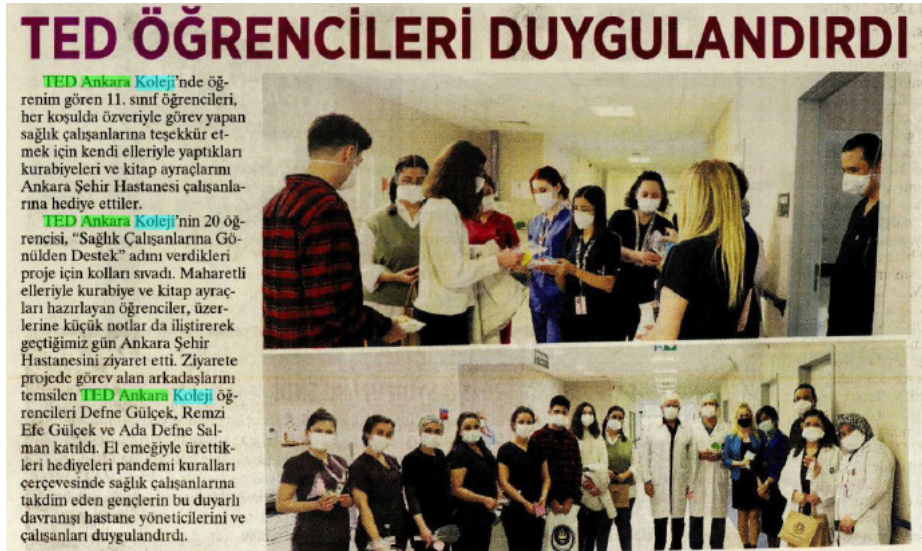 TED ÖĞRENCİLERİ DUYGULANDIRDI
TED Ankara Koleji'nde öğ-
renim gören 11. sınıf öğrencileri,
her koşulda özveriyle görev yapan
sağlık çalışanlarına teşekkür et-
mek için kendi elleriyle yaptıkları
kurabiyeleri ve kitap ayraçlarını
Ankara Şehir Hastanesi çalışanla-
rına hediye ettiler.
TED Ankara Koleji'nin 20 öğ-
rencisi, “Sağlık Çalışanlarına Gö-
nülden Destek” adını verdikleri
proje için kolları sıvadı. Maharetli
elleriyle kurabiye ve kitap ayraç-
ları hazırlayan öğrenciler, üzer-
lerine küçük notlar da iliştirerek
geçtiğimiz gün Ankara Şehir
Hastanesini ziyaret etti. Ziyarete
projede görev alan arkadaşlarını
temsilen TED Ankara Koleji öğ-
rencileri Defne Gülçek, Remzi
Efe Gülçek ve Ada Defne Sal-
man katıldı. El emeğiyle ürettik-
leri hediyeleri pandemi kuralları
çerçevesinde sağlık çalışanlarına
takdim eden gençlerin bu duyarlı
davranışı hastane yöneticilerini ve
çalışanları duygulandırdı.